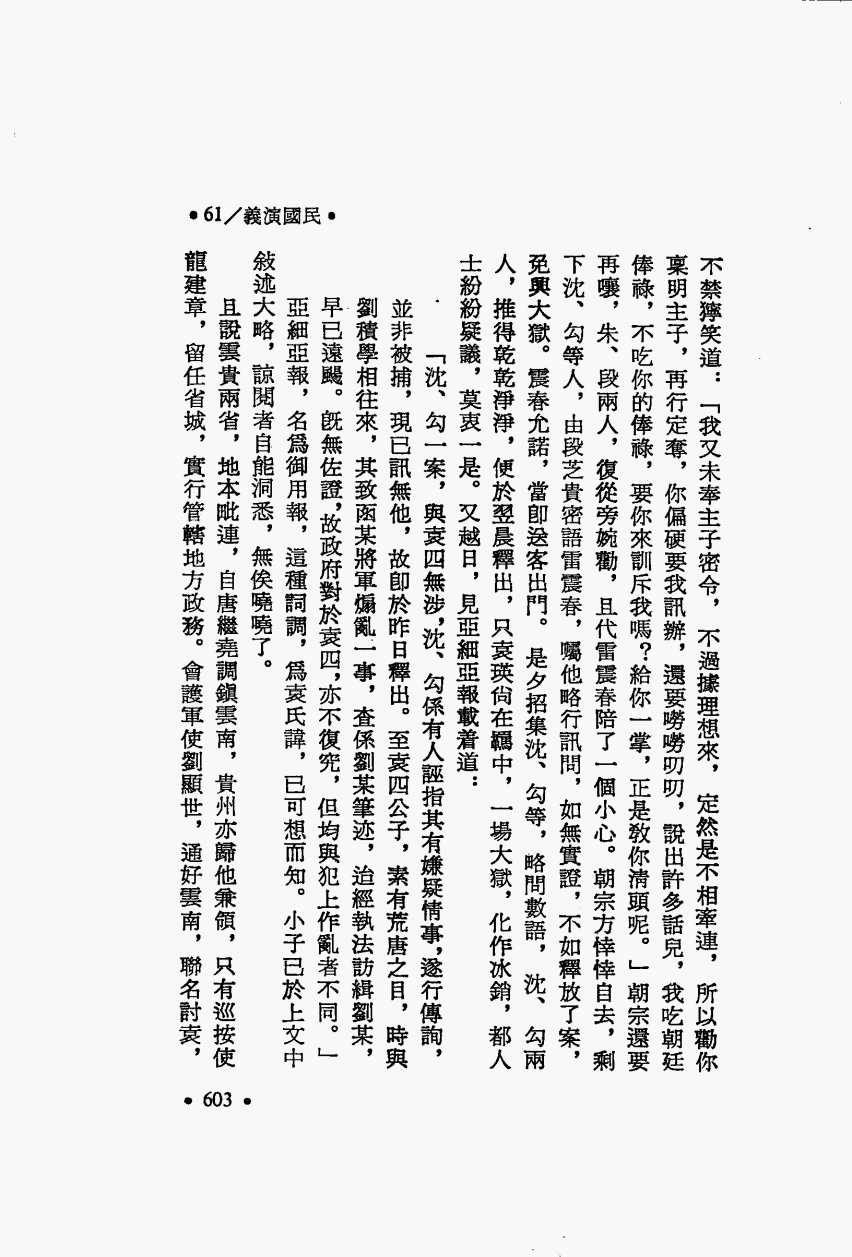 •61／義演國民•
不禁獰笑道：「我又未奉主子密令，不過據理想來，定然是不相牽連，所以勸你
稟明主子，再行定奪，你偏硬要我訊辦，還要嘮嘮叨叨，說出許多話兒，我吃朝廷
俸祿，不吃你的俸祿，要你來訓斥我嗎？給你一掌，正是教你清頭呢。」朝宗還要
再嚷，朱、段兩人，復從旁婉勸，且代雷震春陪了一個小心。朝宗方悻悻自去，剩
下沈、勾等人，由段芝貴密語雷震春，囑他略行訊問，如無實證，不如釋放了案，
免興大獄。震春允諾，當卽送客出門。是夕招集沈、勾等，略問數語，沈、勾兩
人，推得乾乾淨淨，便於翌晨釋出，只袁瑛尙在羈中，一場大獄，化作冰銷，都人
士紛紛疑議，莫衷一是。又越日，見亞細亞報載着道：
「沈、勾一案，與袁四無涉，沈、勾係有人誣指其有嫌疑情事，遂行傳詢，
並非被捕，現已訊無他，故卽於昨日釋出。至袁四公子，素有荒唐之目，時與
劉積學相往來，其致函某將軍煽亂一事，查係劉某筆迹，迨經執法訪緝劉某，
早已遠颺。旣無佐證，故政府對於袁四，亦不復究，但均與犯上作亂者不同。」
亞細亞報，名爲御用報，這種詞調，爲袁氏諱，已可想而知。小子已於上文中
敍述大略，諒閱者自能洞悉，無俟嘵嘵了。
且說雲貴兩省，地本毗連，自唐繼堯調鎭雲南，貴州亦歸他兼領，只有巡按使
龍建章，留任省城，實行管轄地方政務。會護軍使劉顯世，通好雲南，聯名討袁，
•603•